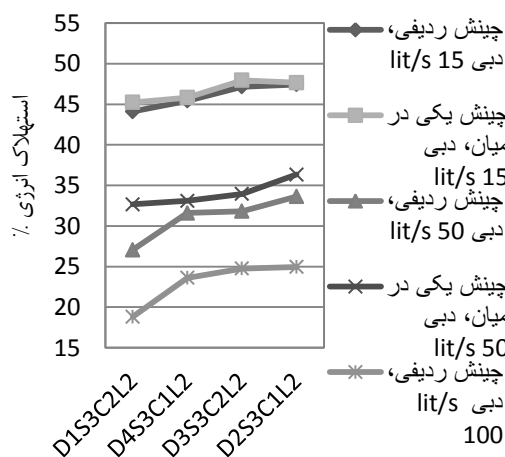 استهلاک انرژی %
55
50
45
40
35
30
25
20
15
D1S3C2L2
D4S3C1L2
D3S3C2L2
D2S3C1L2
چینش ردیفی،
دبی 15 lit/s
چینش یکی در
میان، دبی
15 lit/s
چینش ردیفی،
دبی 50 lit/s
چینش یکی در
میان، دبی
50 lit/s
چینش ردیفی،
دبی lit/s
100